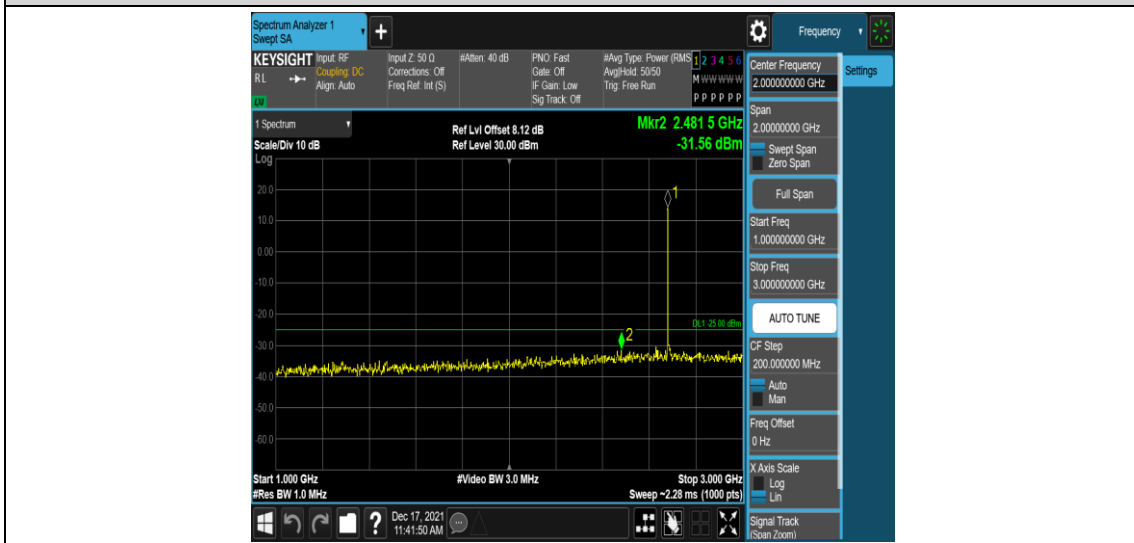 Spectrum Analyzer 1
Swept SA
+
Frequency
KEYSIGHT
RL
LXI
Input: RF
Coupling: DC
Align: Auto
Input Z: 50 Ω
Corrections: Off
Freq Ref: Int (S)
#Atten: 40 dB
PNO: Fast
Gate: Off
IF Gain: Low
Sig Track: Off
#Avg Type: Power (RMS
Avg|Hold: 50/50
Trig: Free Run
1 2 3 4 5 6
M W W W W W
P P P P P P
1 Spectrum
Scale/Div 10 dB
Ref Lvl Offset 8.12 dB
Ref Level 30.00 dBm
Mkr2 2.481 5 GHz
-31.56 dBm
Log
20.0
10.0
0.00
-10.0
-20.0
-30.0
-40.0
-50.0
-60.0
1
2
DL1 -25.00 dBm
Start 1.000 GHz
#Res BW 1.0 MHz
#Video BW 3.0 MHz
Stop 3.000 GHz
Sweep ~2.28 ms (1000 pts)
?
Dec 17, 2021
11:41:50 AM
Center Frequency
2.000000000 GHz
Settings
Span
2.00000000 GHz
Swept Span
Zero Span
Full Span
Start Freq
1.000000000 GHz
Stop Freq
3.000000000 GHz
AUTO TUNE
CF Step
200.000000 MHz
Auto
Man
Freq Offset
0 Hz
X Axis Scale
Log
Lin
Signal Track
(Span Zoom)